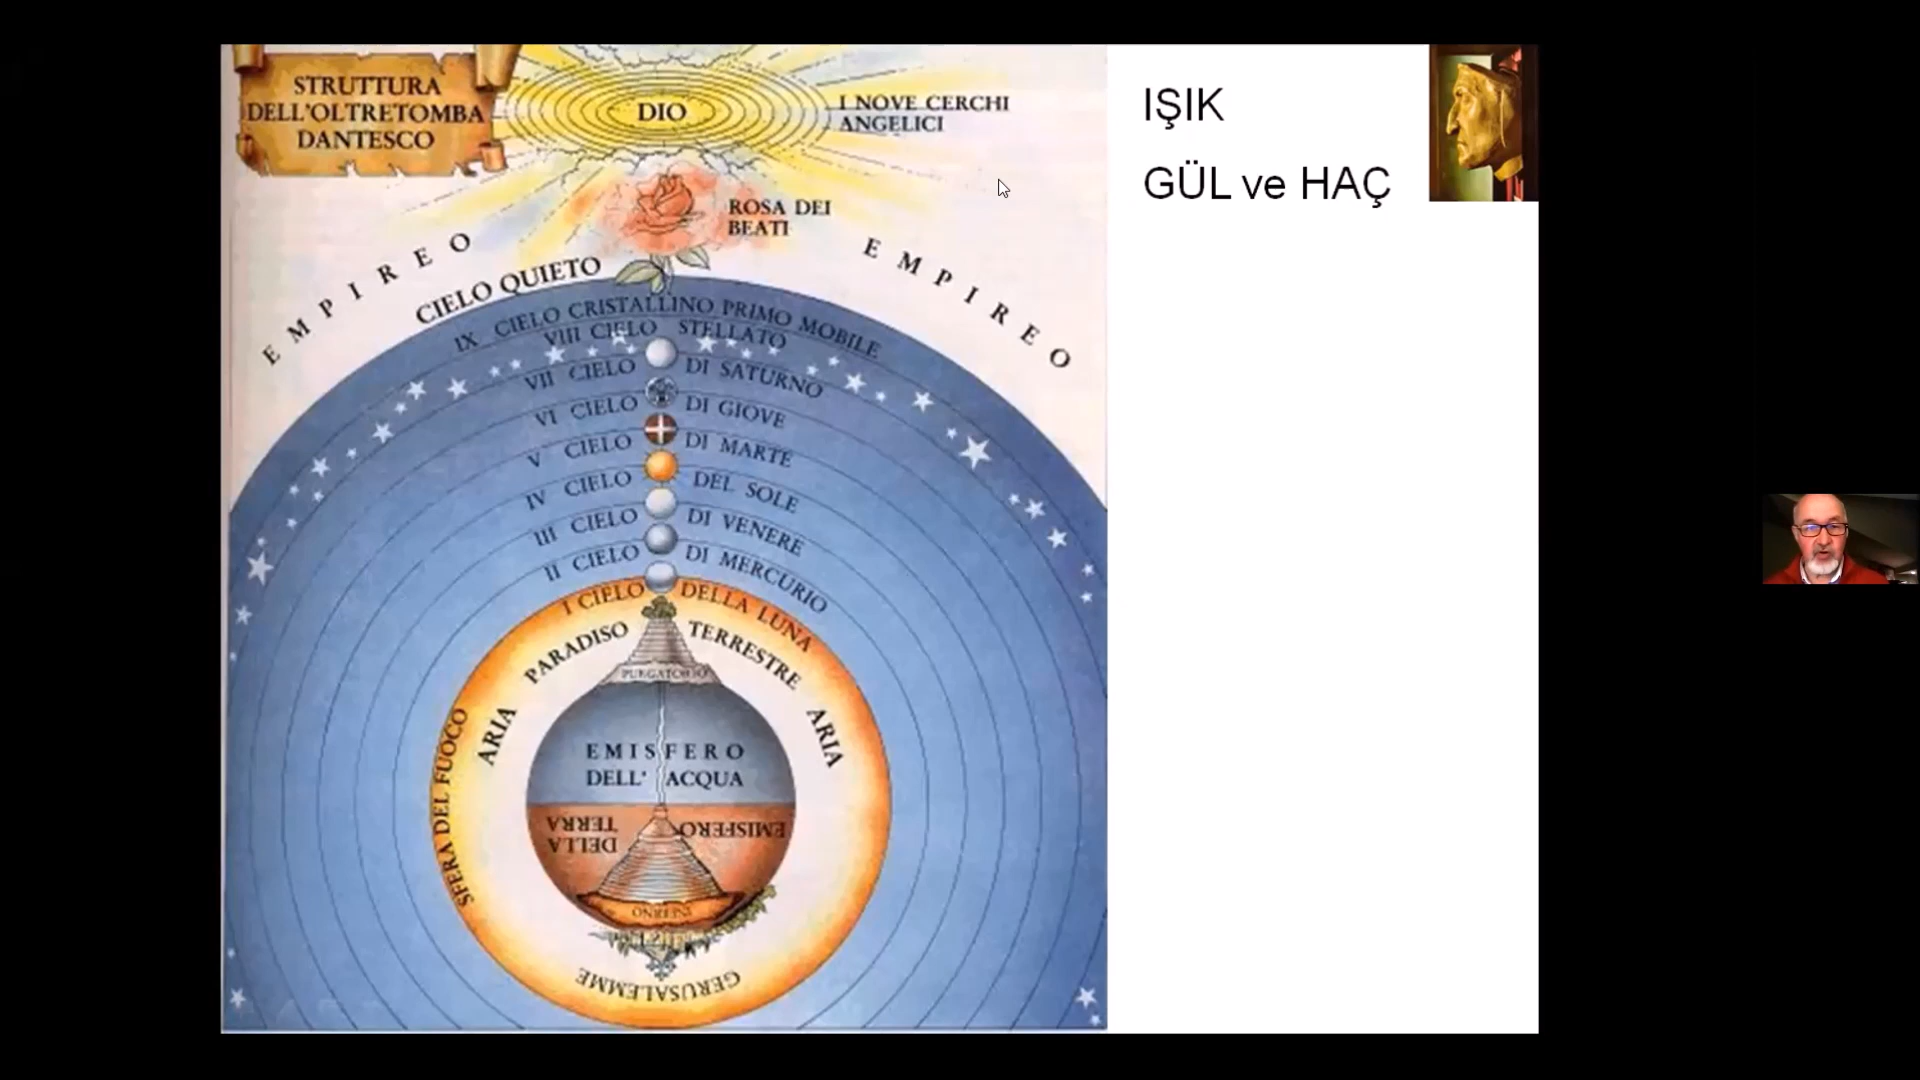 STRUTTURA
DELL'OLTRETOMBA
DANTESCO
DIO
I NOVE CERCHI
ANGELICI
ROSA DEI
BEATI
EMPIREO
EMPIREO
CIELO QUIETO
IX CIELO CRISTALLINO PRIMO MOBILE
VIII CIELO STELLATO
VII CIELO DI SATURNO
VI CIELO DI GIOVE
V CIELO DI MARTE
IV CIELO DEL SOLE
III CIELO DI VENERE
II CIELO DI MERCURIO
I CIELO DELLA LUNA
PARADISO TERRESTRE
PURGATORIO
ARIA
ARIA
SFERA DEL FUOCO
EMISFERO
DELL' ACQUA
EMISFERO
DELLA
TERRA
INFERNO
GERUSALEMME
IŞIK
GÜL ve HAÇ